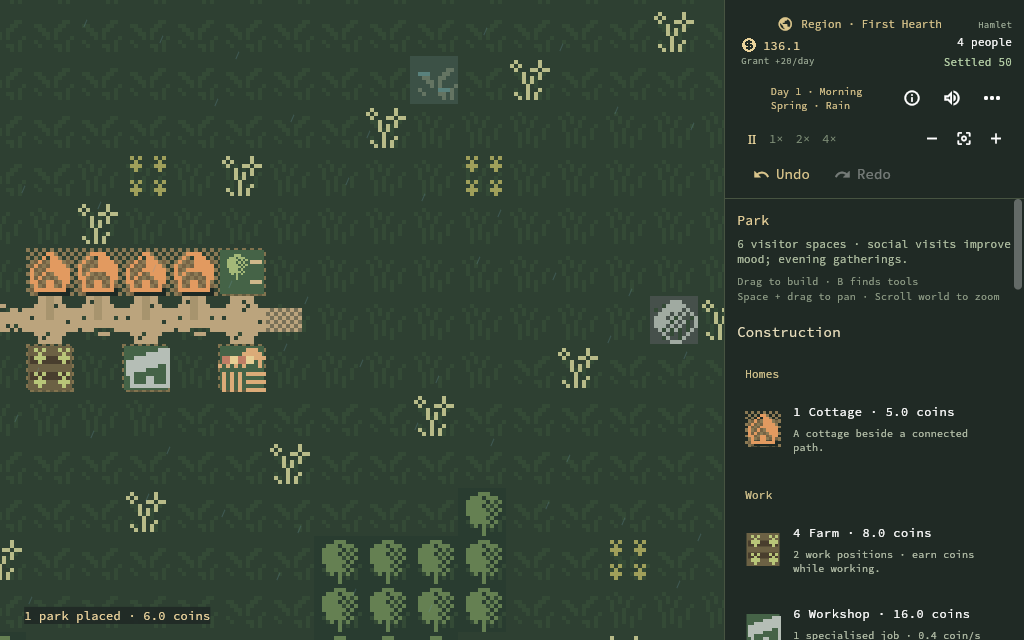 Region · First Hearth
Hamlet
136.1
4 people
Grant +20/day
Settled 50
Day 1 · Morning
Spring · Rain
1× 2× 4×
Undo
Redo
Park
6 visitor spaces · social visits improve
mood; evening gatherings.
Drag to build · B finds tools
Space + drag to pan · Scroll world to zoom
Construction
Homes
1 Cottage · 5.0 coins
A cottage beside a connected
path.
Work
4 Farm · 8.0 coins
2 work positions · earn coins
while working.
6 Workshop · 16.0 coins
1 specialised job · 0.4 coin/s
1 park placed · 6.0 coins